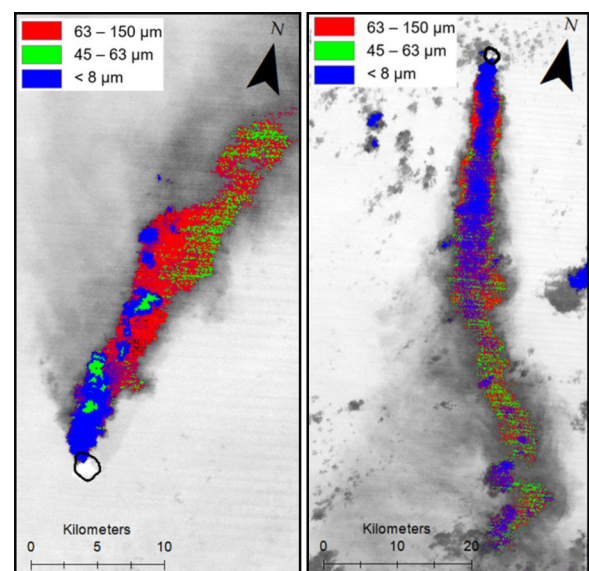 63 – 150 µm
45 – 63 µm
< 8 µm
N
Kilometers
0 5 10
63 – 150 µm
45 – 63 µm
< 8 µm
N
Kilometers
0 10 20